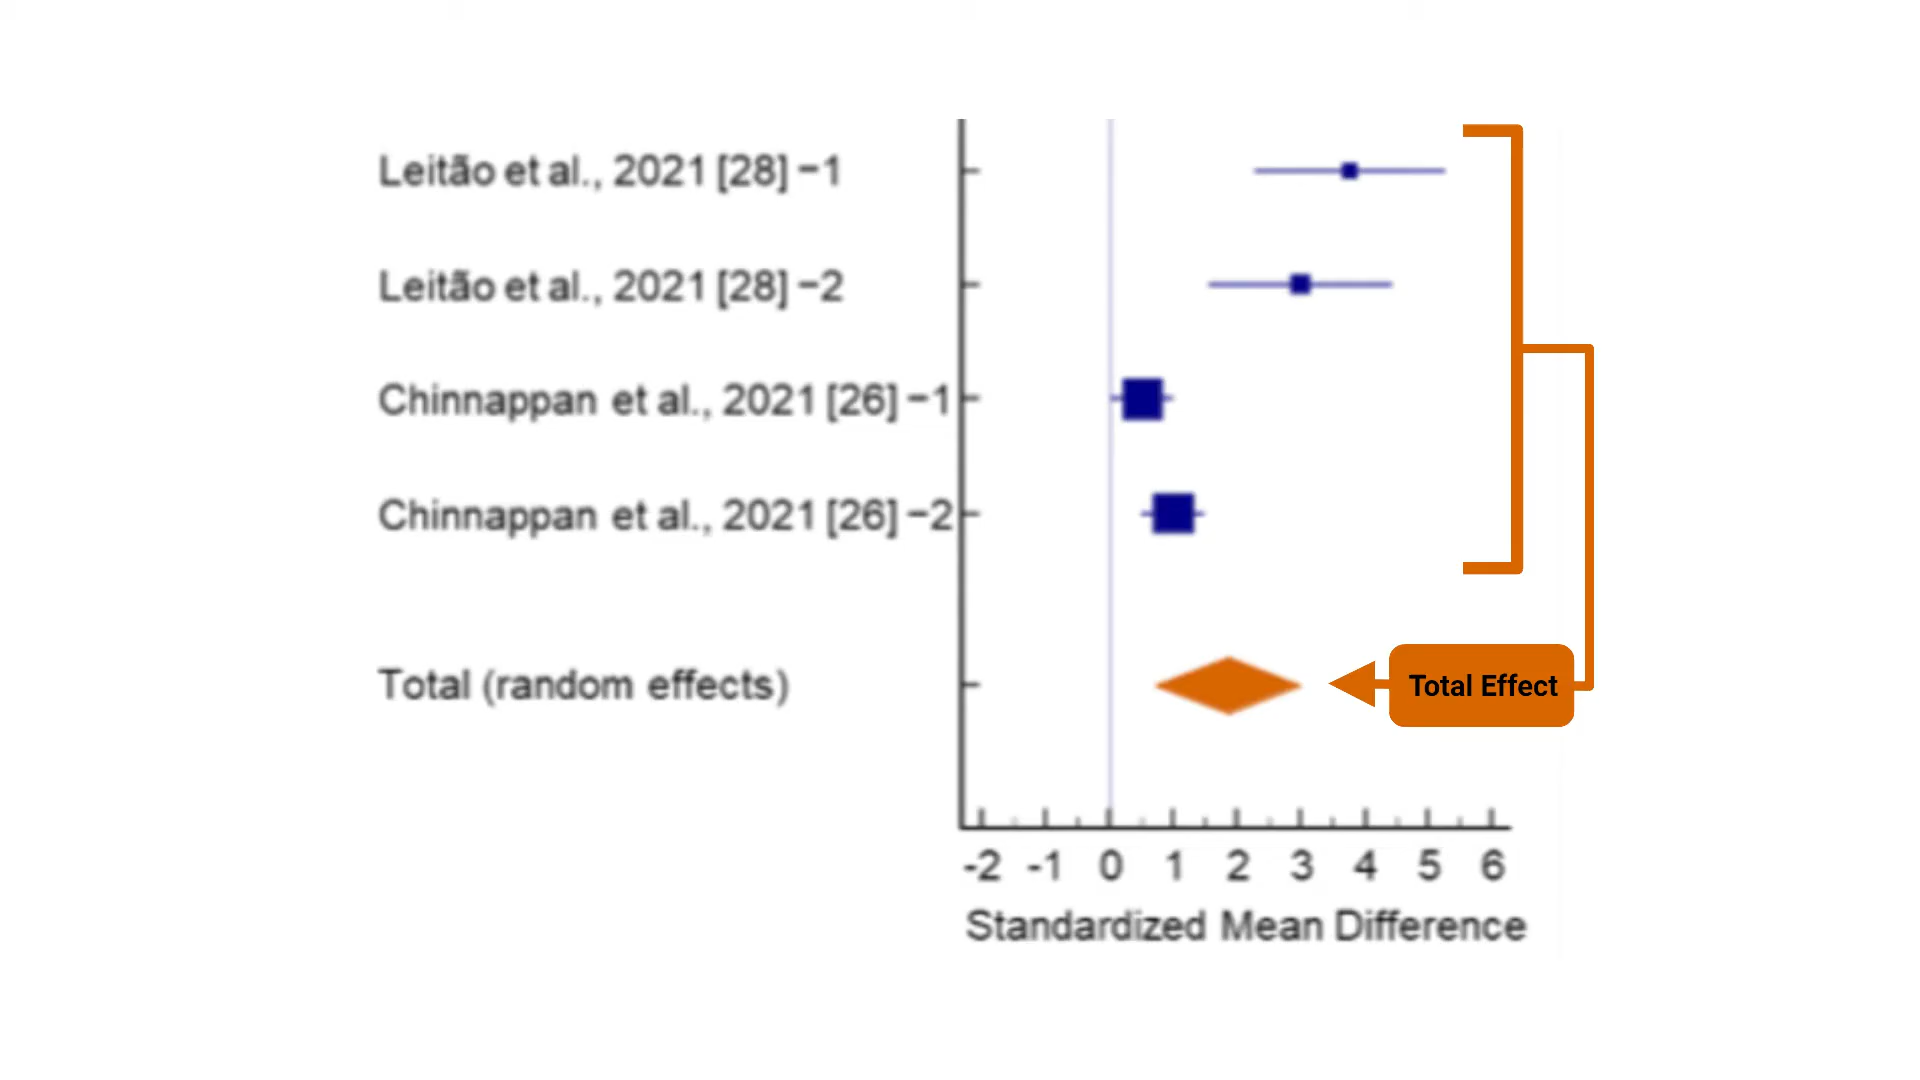 Leitão et al., 2021 [28] −1
Leitão et al., 2021 [28] −2
Chinnappan et al., 2021 [26] −1
Chinnappan et al., 2021 [26] −2
Total (random effects)
Total Effect
-2 -1 0 1 2 3 4 5 6
Standardized Mean Difference